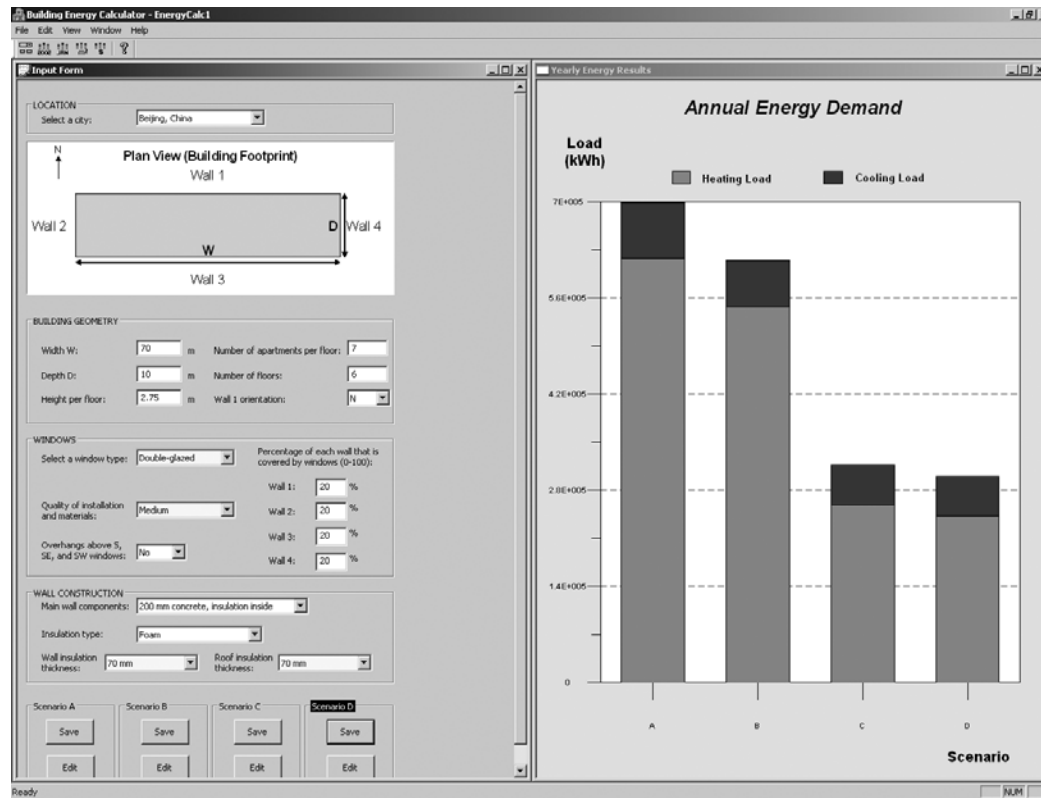 Building Energy Calculator - EnergyCalc1
File Edit View Window Help
Input Form
LOCATION
Select a city: Beijing, China
N
Plan View (Building Footprint)
Wall 1
Wall 2
D Wall 4
W
Wall 3
BUILDING GEOMETRY
Width W: 70 m Number of apartments per floor: 7
Depth D: 10 m Number of floors: 6
Height per floor: 2.75 m Wall 1 orientation: N
WINDOWS
Select a window type: Double-glazed
Percentage of each wall that is
covered by windows (0-100):
Wall 1: 20 %
Quality of installation
and materials: Medium
Wall 2: 20 %
Wall 3: 20 %
Overhangs above S,
SE, and SW windows: No
Wall 4: 20 %
WALL CONSTRUCTION
Main wall components: 200 mm concrete, insulation inside
Insulation type: Foam
Wall insulation
thickness: 70 mm
Roof insulation
thickness: 70 mm
Scenario A Scenario B Scenario C Scenario D
Save Save Save Save
Edit Edit Edit Edit
Yearly Energy Results
Annual Energy Demand
Load
(kWh)
Heating Load Cooling Load
7E+005
5.6E+005
4.2E+005
2.8E+005
1.4E+005
0
A B C D
Scenario
Ready NUM